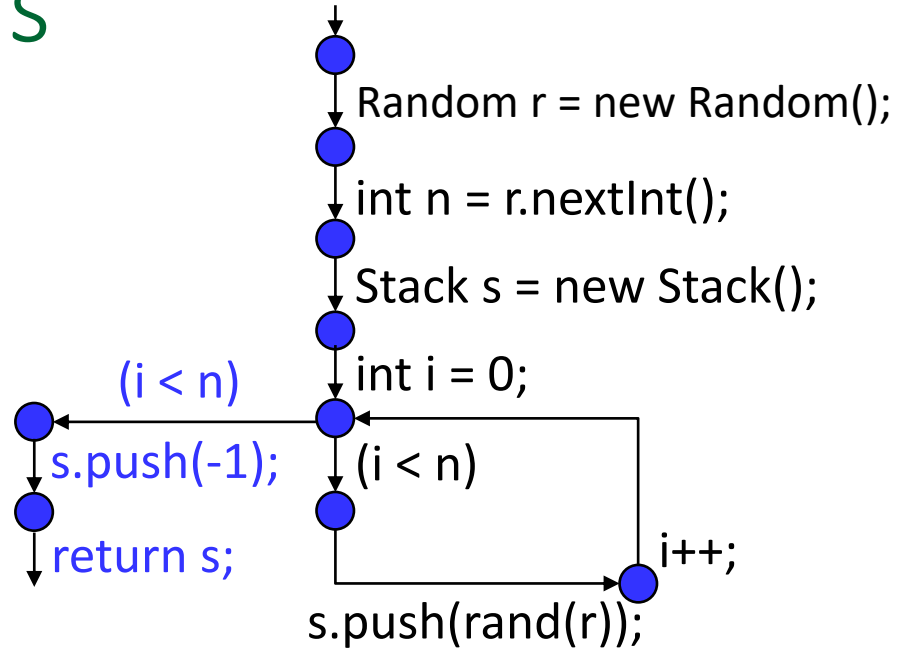 S
Random r = new Random();
int n = r.nextInt();
Stack s = new Stack();
int i = 0;
(i < n)
(i < n)
s.push(-1);
return s;
i++;
s.push(rand(r));